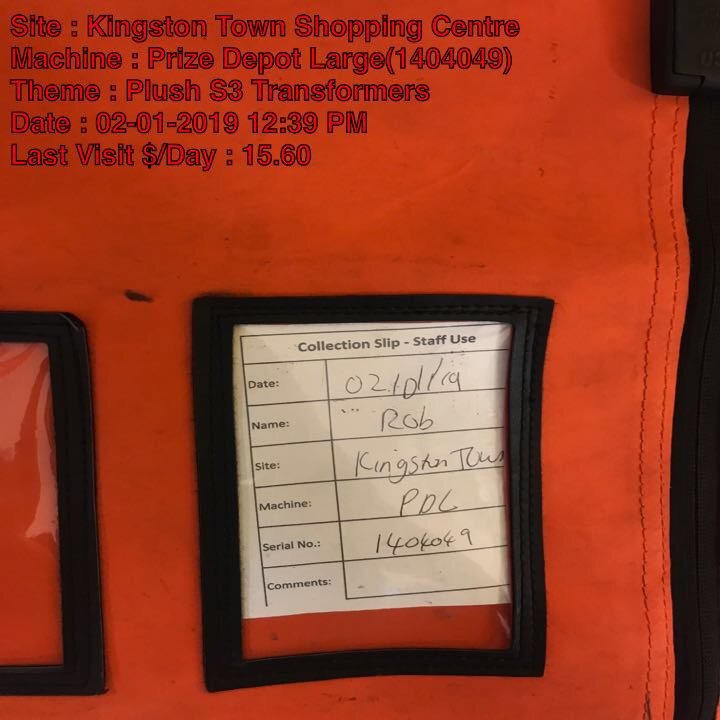 Site : Kingston Town Shopping Centre
Machine : Prize Depot Large(1404049)
Theme : Plush S3 Transformers
Date : 02-01-2019 12:39 PM
Last Visit $/Day : 15.60
Collection Slip - Staff Use
Date: 02/01/19
Name: Rob
Site: Kingston Town
Machine: PDL
Serial No.: 1404049
Comments: